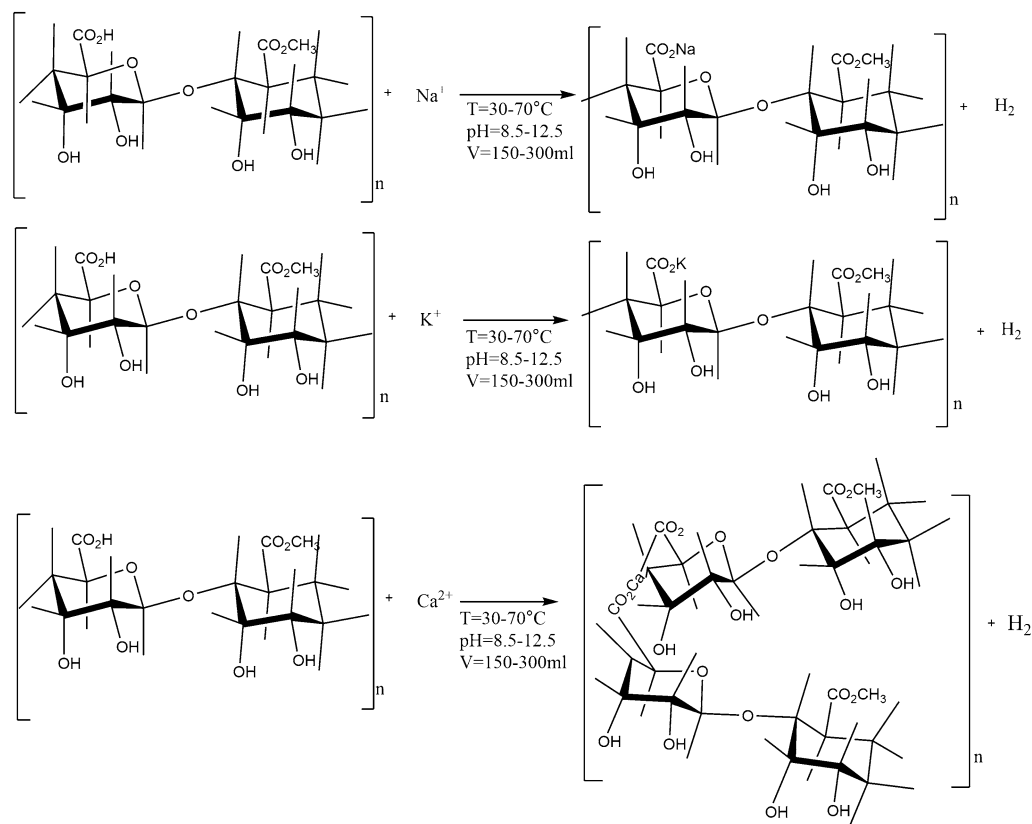 CO₂H
CO₂CH₃
O
O
OH
OH
OH
OH
n
+
Na⁺
T=30-70°C
pH=8.5-12.5
V=150-300ml
CO₂Na
CO₂CH₃
O
O
OH
OH
OH
OH
n
+
H₂
CO₂H
CO₂CH₃
O
O
OH
OH
OH
OH
n
+
K⁺
T=30-70°C
pH=8.5-12.5
V=150-300ml
CO₂K
CO₂CH₃
O
O
OH
OH
OH
OH
n
+
H₂
CO₂H
CO₂CH₃
O
O
OH
OH
OH
OH
n
+
Ca²⁺
T=30-70°C
pH=8.5-12.5
V=150-300ml
CO₂CH₃
CO₂
O
O
CO₂Ca
OH
OH
OH
OH
O
CO₂CH₃
O
OH
OH
OH
OH
n
+
H₂